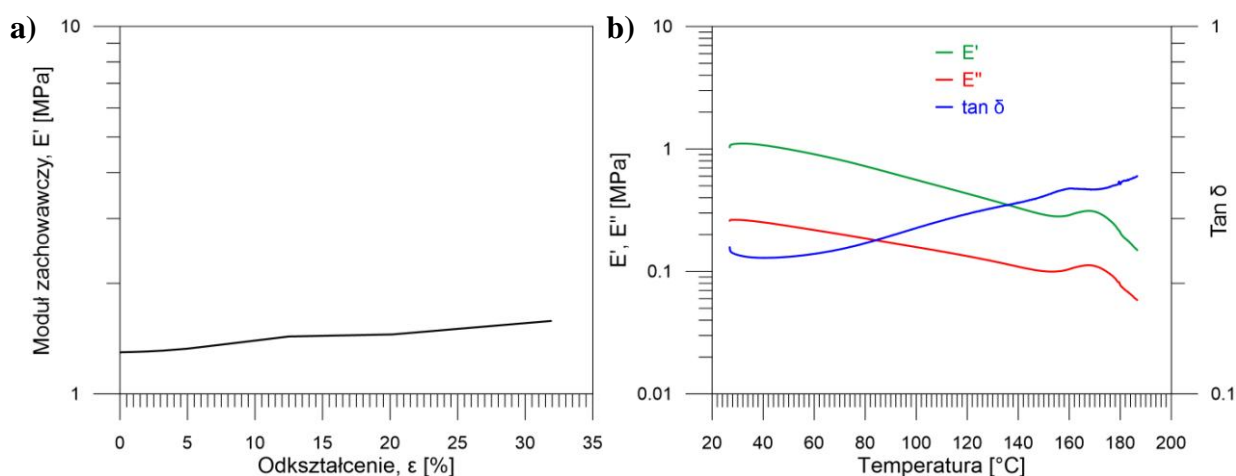 a)
10
1
Moduł zachowawczy, E' [MPa]
0 5 10 15 20 25 30 35
Odkształcenie, ε [%]
b)
10
1
0.1
0.01
E', E'' [MPa]
E'
E''
tan δ
1
0.1
Tan δ
20 40 60 80 100 120 140 160 180 200
Temperatura [°C]